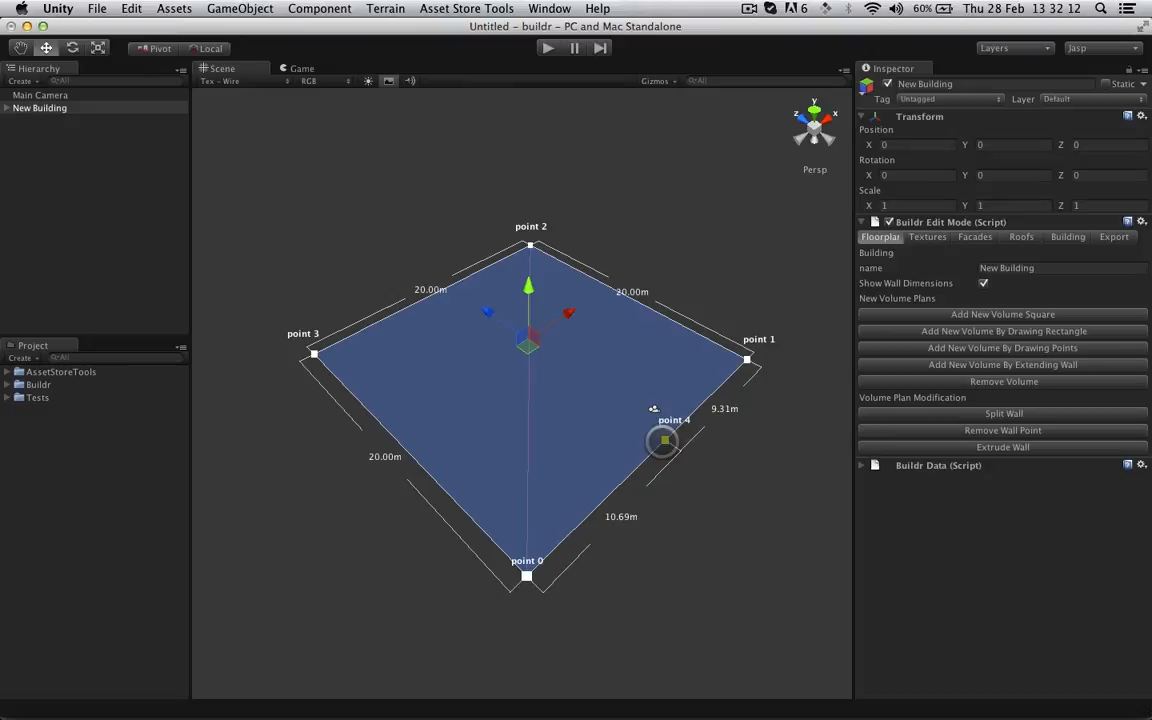 Unity File Edit Assets GameObject Component Terrain Asset Store Tools Window Help 6 60% Thu 28 Feb 13 32 12
Untitled - buildr - PC and Mac Standalone
Pivot Local Layers Jasp
Hierarchy Scene Game Inspector
Create All Tex - Wire RGB Gizmos All New Building Static
Main Camera Tag Untagged Layer Default
New Building
Transform
Position
X 0 Y 0 Z 0
Rotation
X 0 Y 0 Z 0
Scale
X 1 Y 1 Z 1
Buildr Edit Mode (Script)
Floorplan Textures Facades Roofs Building Export
Building
name New Building
Show Wall Dimensions
New Volume Plans
Add New Volume Square
Add New Volume By Drawing Rectangle
Add New Volume By Drawing Points
Add New Volume By Extending Wall
Remove Volume
Volume Plan Modification
Split Wall
Remove Wall Point
Extrude Wall
Buildr Data (Script)
y
z x
Persp
point 2
20.00m 20.00m
point 3
point 1
9.31m
point 4
20.00m
10.69m
point 0
Project
Create All
AssetStoreTools
Buildr
Tests